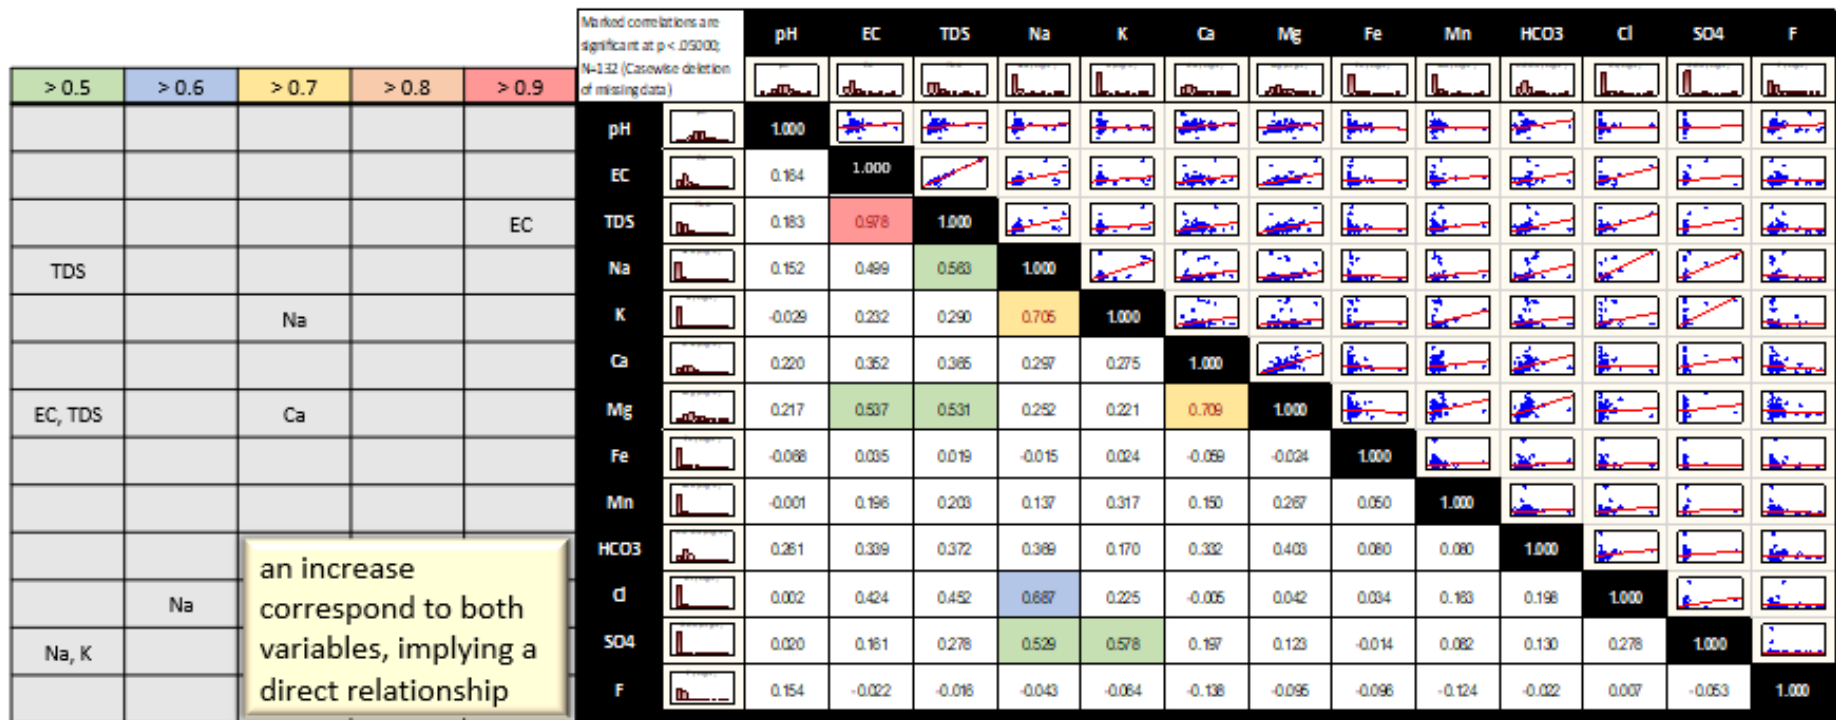 Marked correlations are
significant at p < .05000;
N=132 (Casewise deletion
of missing data)
pH EC TDS Na K Ca Mg Fe Mn HCO3 Cl SO4 F
> 0.5 > 0.6 > 0.7 > 0.8 > 0.9
pH 1.000
EC 0.164 1.000
EC TDS 0.183 0.978 1.000
TDS Na 0.152 0.499 0.563 1.000
Na K -0.029 0.232 0.290 0.705 1.000
Ca 0.220 0.352 0.365 0.297 0.275 1.000
EC, TDS Ca Mg 0.217 0.537 0.531 0.252 0.221 0.709 1.000
Fe -0.068 0.035 0.019 -0.015 0.024 -0.059 -0.024 1.000
Mn -0.001 0.196 0.203 0.137 0.317 0.150 0.267 0.050 1.000
HCO3 0.261 0.339 0.372 0.369 0.170 0.332 0.403 0.080 0.080 1.000
Na Cl 0.002 0.424 0.452 0.687 0.225 -0.005 0.042 0.034 0.163 0.198 1.000
Na, K SO4 0.020 0.161 0.278 0.529 0.578 0.197 0.123 -0.014 0.082 0.130 0.278 1.000
F 0.154 -0.022 -0.016 -0.043 -0.064 -0.138 -0.095 -0.096 -0.124 -0.022 0.007 -0.053 1.000
an increase
correspond to both
variables, implying a
direct relationship